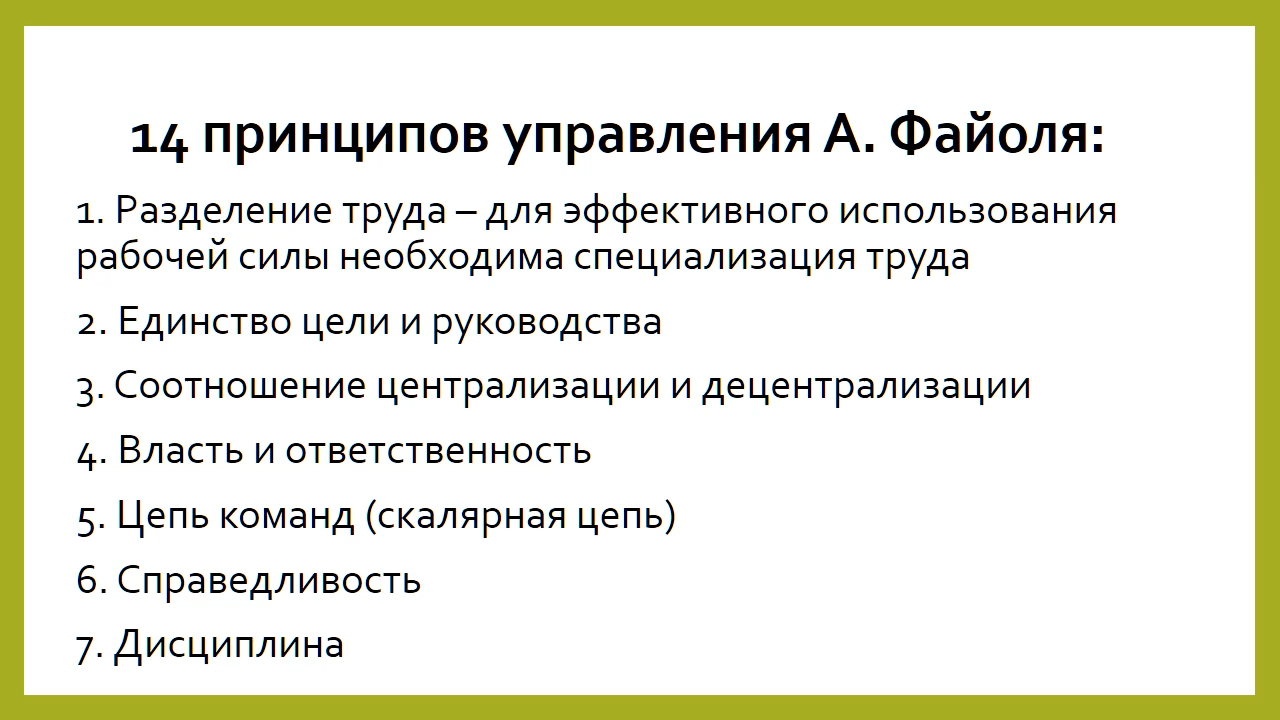 14 принципов управления А. Файоля:
1. Разделение труда – для эффективного использования
рабочей силы необходима специализация труда
2. Единство цели и руководства
3. Соотношение централизации и децентрализации
4. Власть и ответственность
5. Цепь команд (скалярная цепь)
6. Справедливость
7. Дисциплина